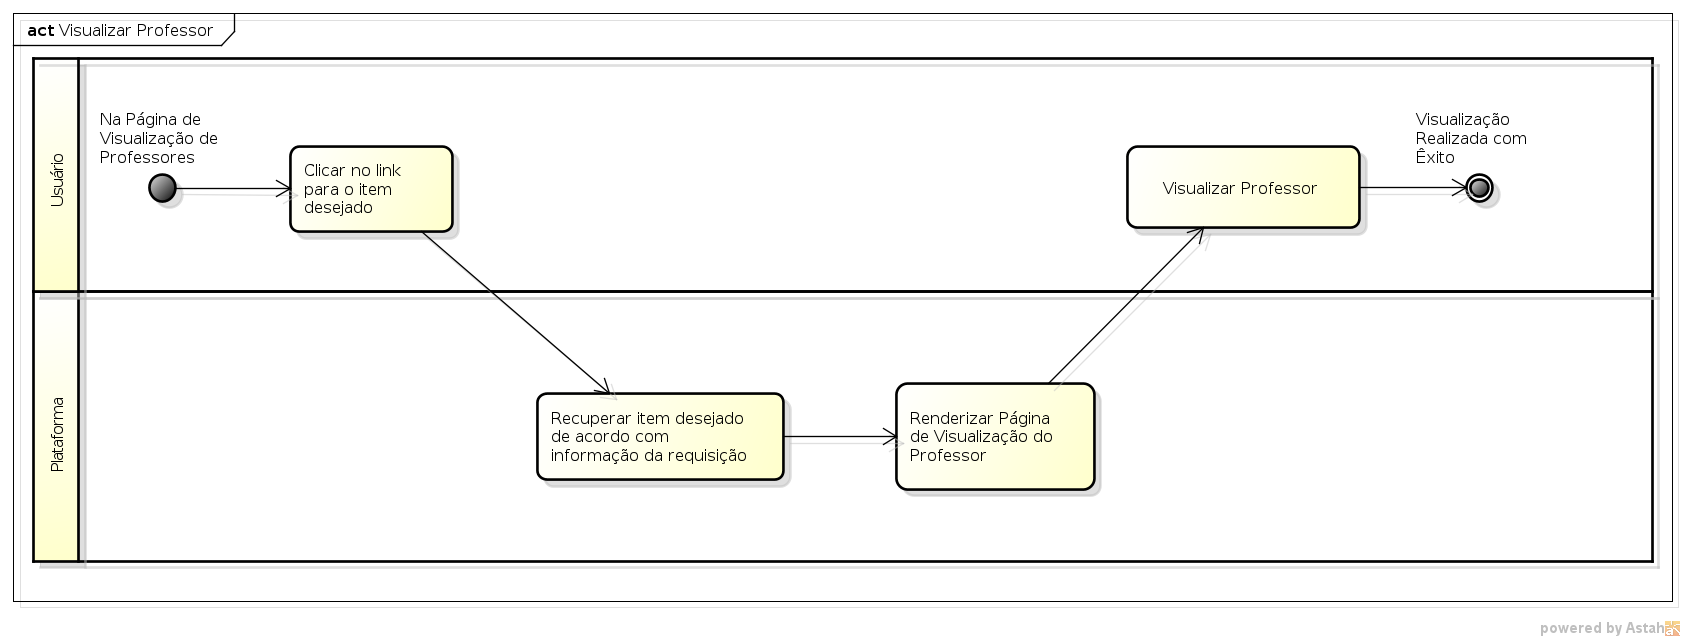 act Visualizar Professor
Usuário
Na Página de
Visualização de
Professores
Clicar no link
para o item
desejado
Visualizar Professor
Visualização
Realizada com
Êxito
Plataforma
Recuperar item desejado
de acordo com
informação da requisição
Renderizar Página
de Visualização do
Professor
powered by Astah